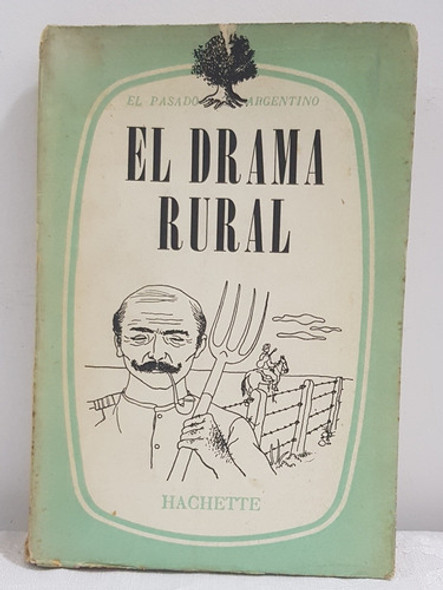 EL PASADO ARGENTINO
EL DRAMA
RURAL
HACHETTE